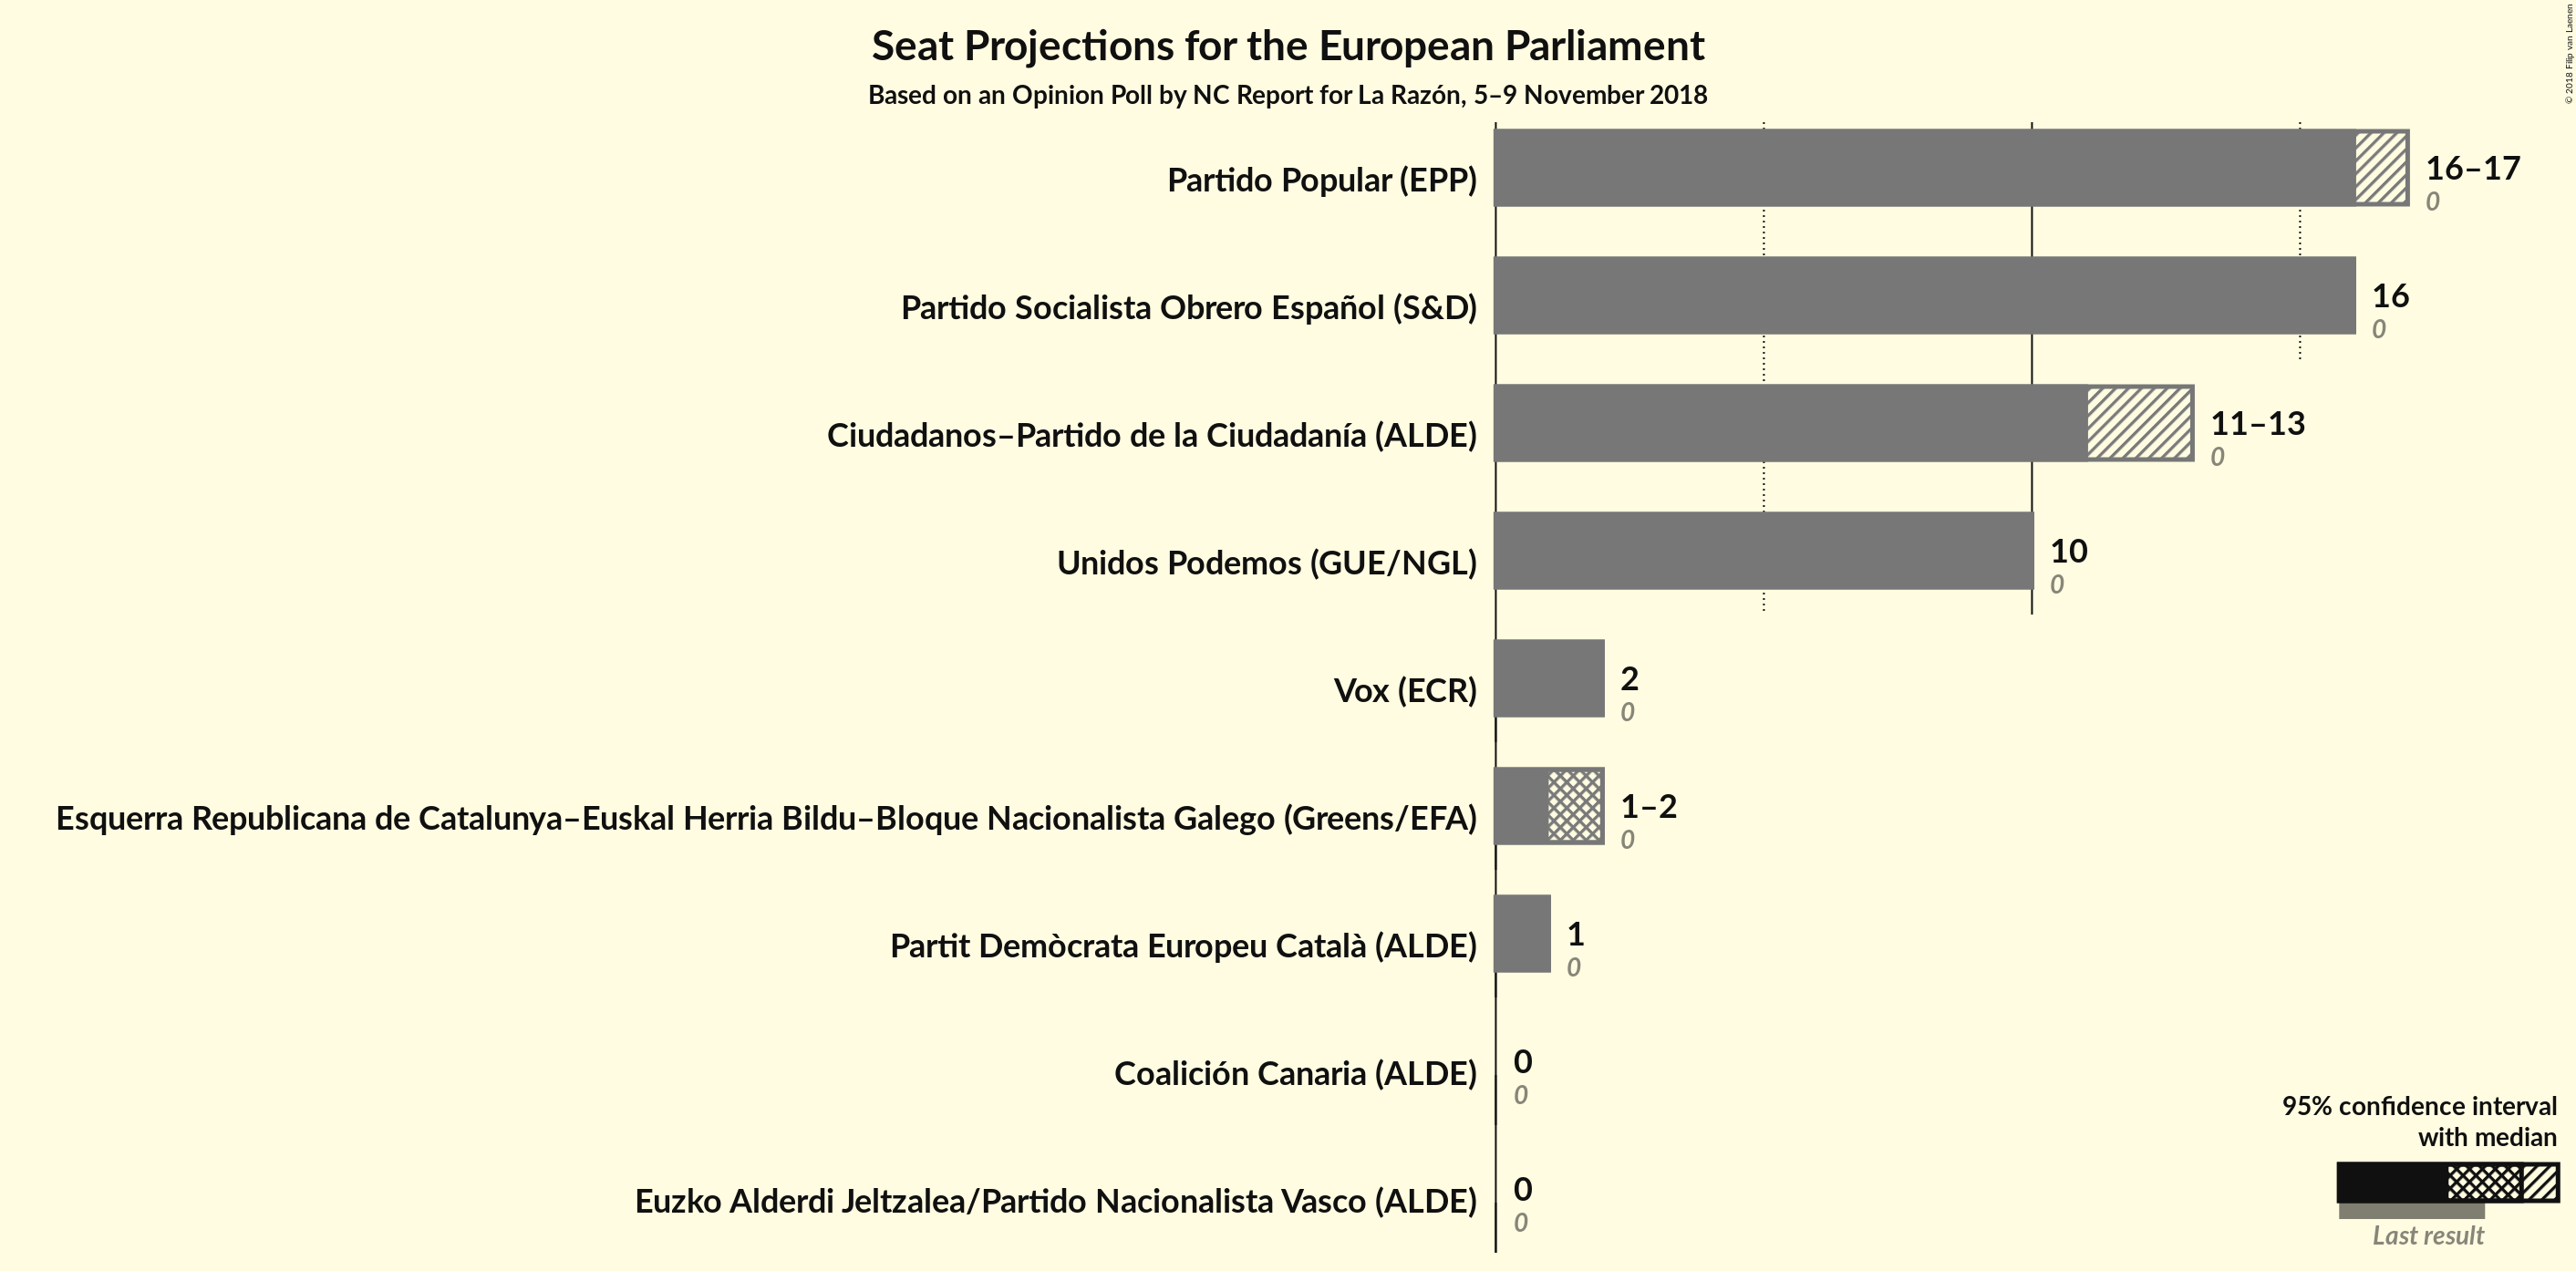 Seat Projections for the European Parliament
Based on an Opinion Poll by NC Report for La Razón, 5–9 November 2018
© 2018 Filip van Laenen
Partido Popular (EPP)
16–17
0
Partido Socialista Obrero Español (S&D)
16
0
Ciudadanos–Partido de la Ciudadanía (ALDE)
11–13
0
Unidos Podemos (GUE/NGL)
10
0
Vox (ECR)
2
0
Esquerra Republicana de Catalunya–Euskal Herria Bildu–Bloque Nacionalista Galego (Greens/EFA)
1–2
0
Partit Demòcrata Europeu Català (ALDE)
1
0
Coalición Canaria (ALDE)
0
0
Euzko Alderdi Jeltzalea/Partido Nacionalista Vasco (ALDE)
0
0
95% confidence interval
with median
Last result